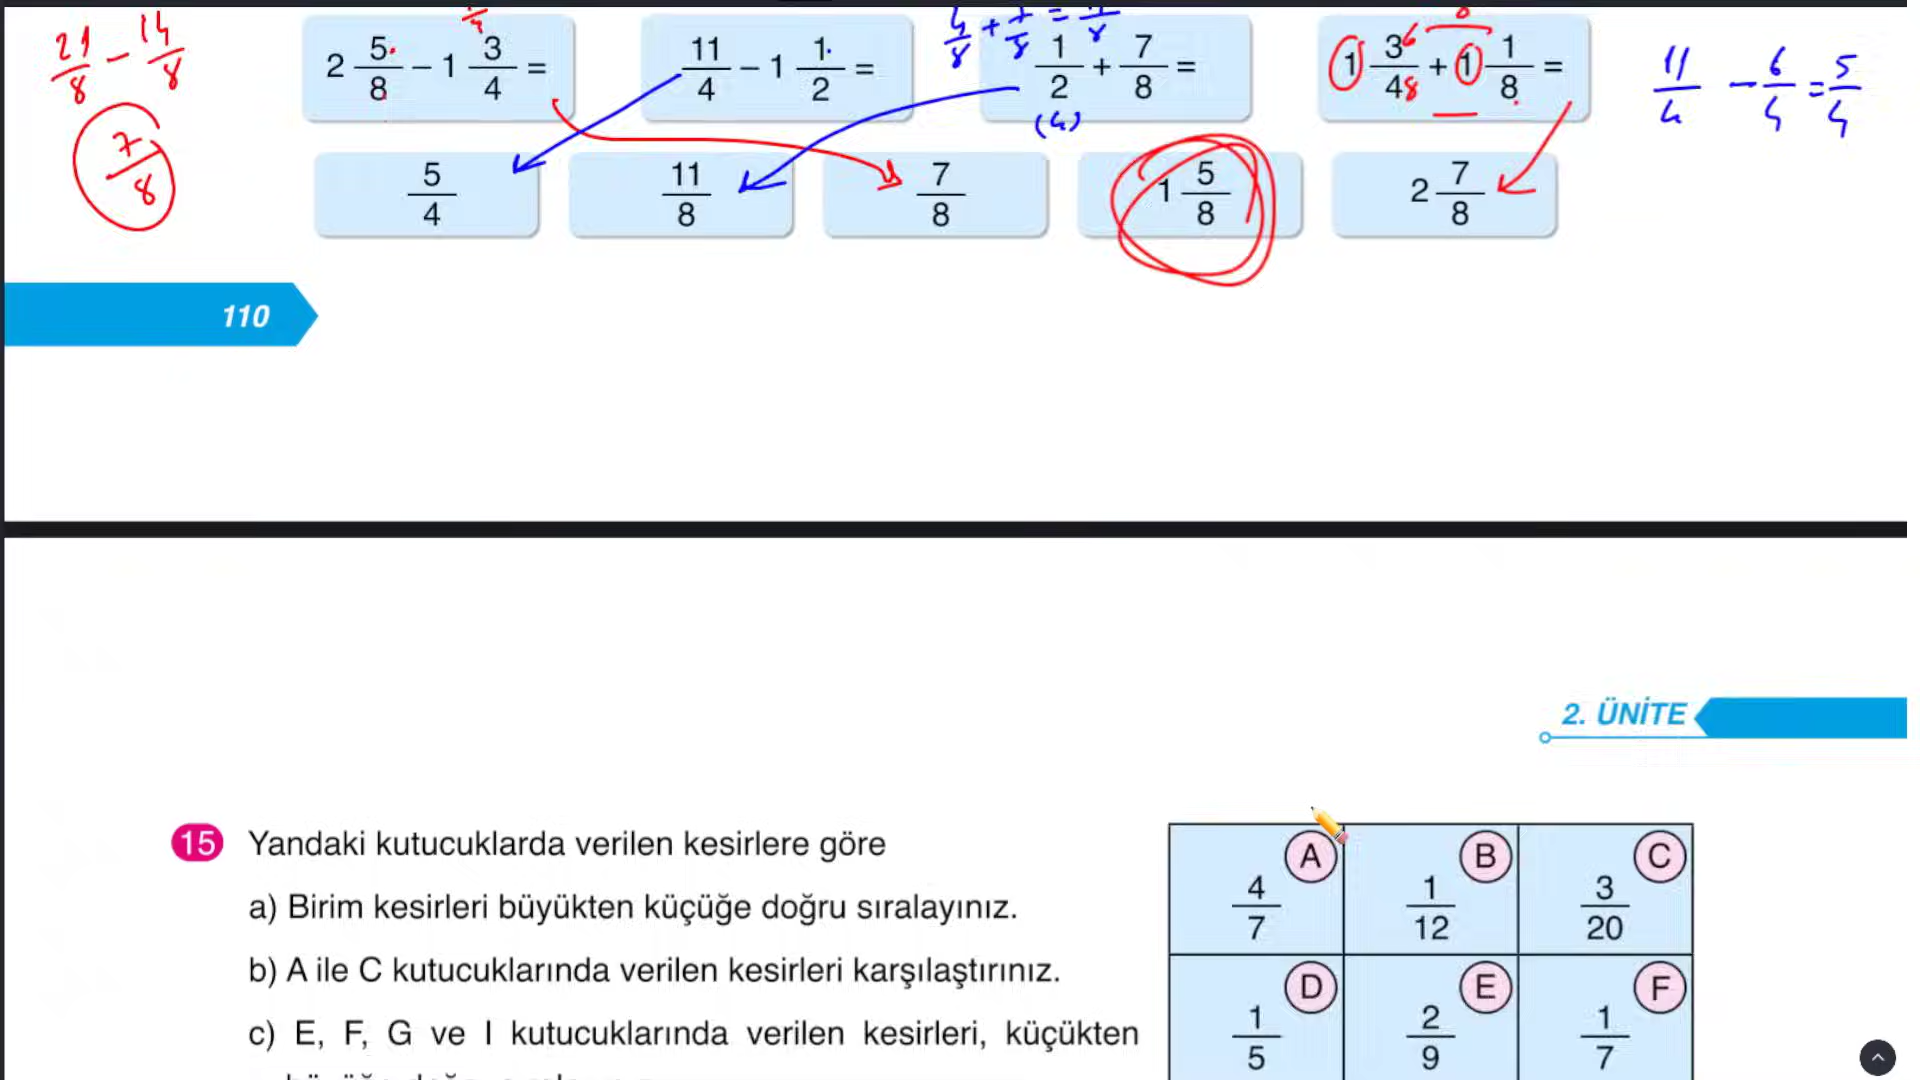 21/8 - 14/8
7/8
2 5/8 - 1 3/4 =
11/4 - 1 1/2 =
1/2 + 7/8 =
(4)
1 3/4 + 1 1/8 =
6 8
11/4 - 6/4 = 5/4
5/4
11/8
7/8
1 5/8
2 7/8
110
2. ÜNİTE
15 Yandaki kutucuklarda verilen kesirlere göre
a) Birim kesirleri büyükten küçüğe doğru sıralayınız.
b) A ile C kutucuklarında verilen kesirleri karşılaştırınız.
c) E, F, G ve I kutucuklarında verilen kesirleri, küçükten
A 4/7
B 1/12
C 3/20
D 1/5
E 2/9
F 1/7